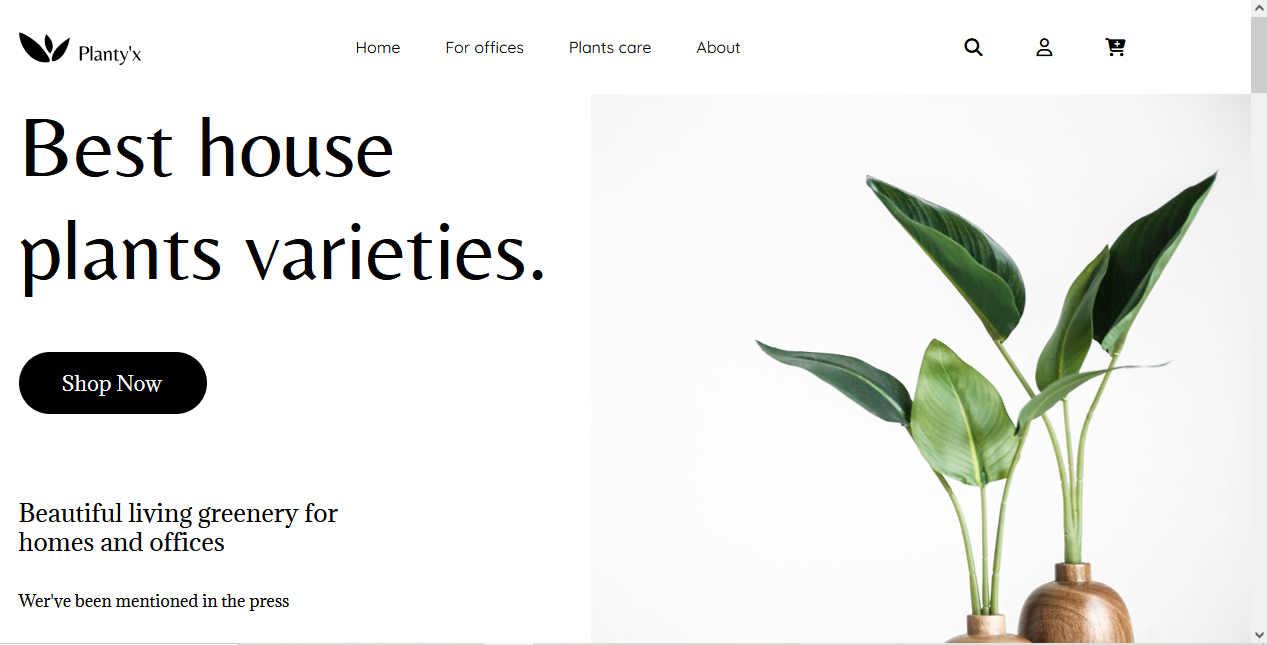 Planty'x
Home For offices Plants care About
Best house
plants varieties.
Shop Now
Beautiful living greenery for
homes and offices
Wer've been mentioned in the press